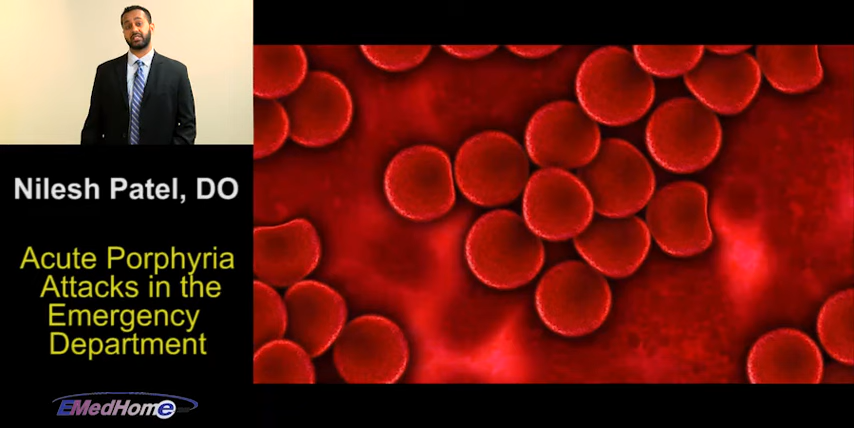 Nilesh Patel, DO
Acute Porphyria
Attacks in the
Emergency
Department
EMedHome